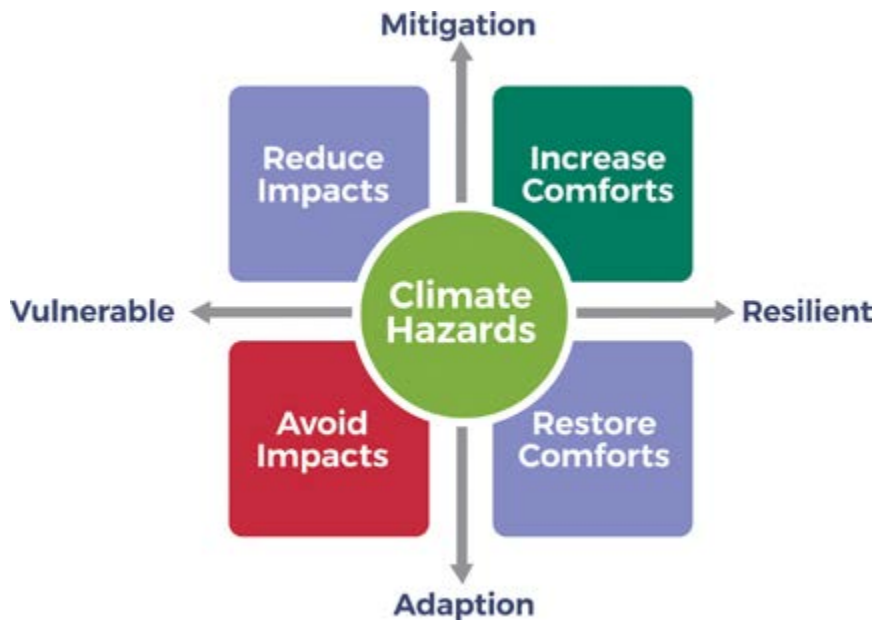 Mitigation
Reduce
Impacts
Increase
Comforts
Vulnerable
Climate
Hazards
Resilient
Avoid
Impacts
Restore
Comforts
Adaption